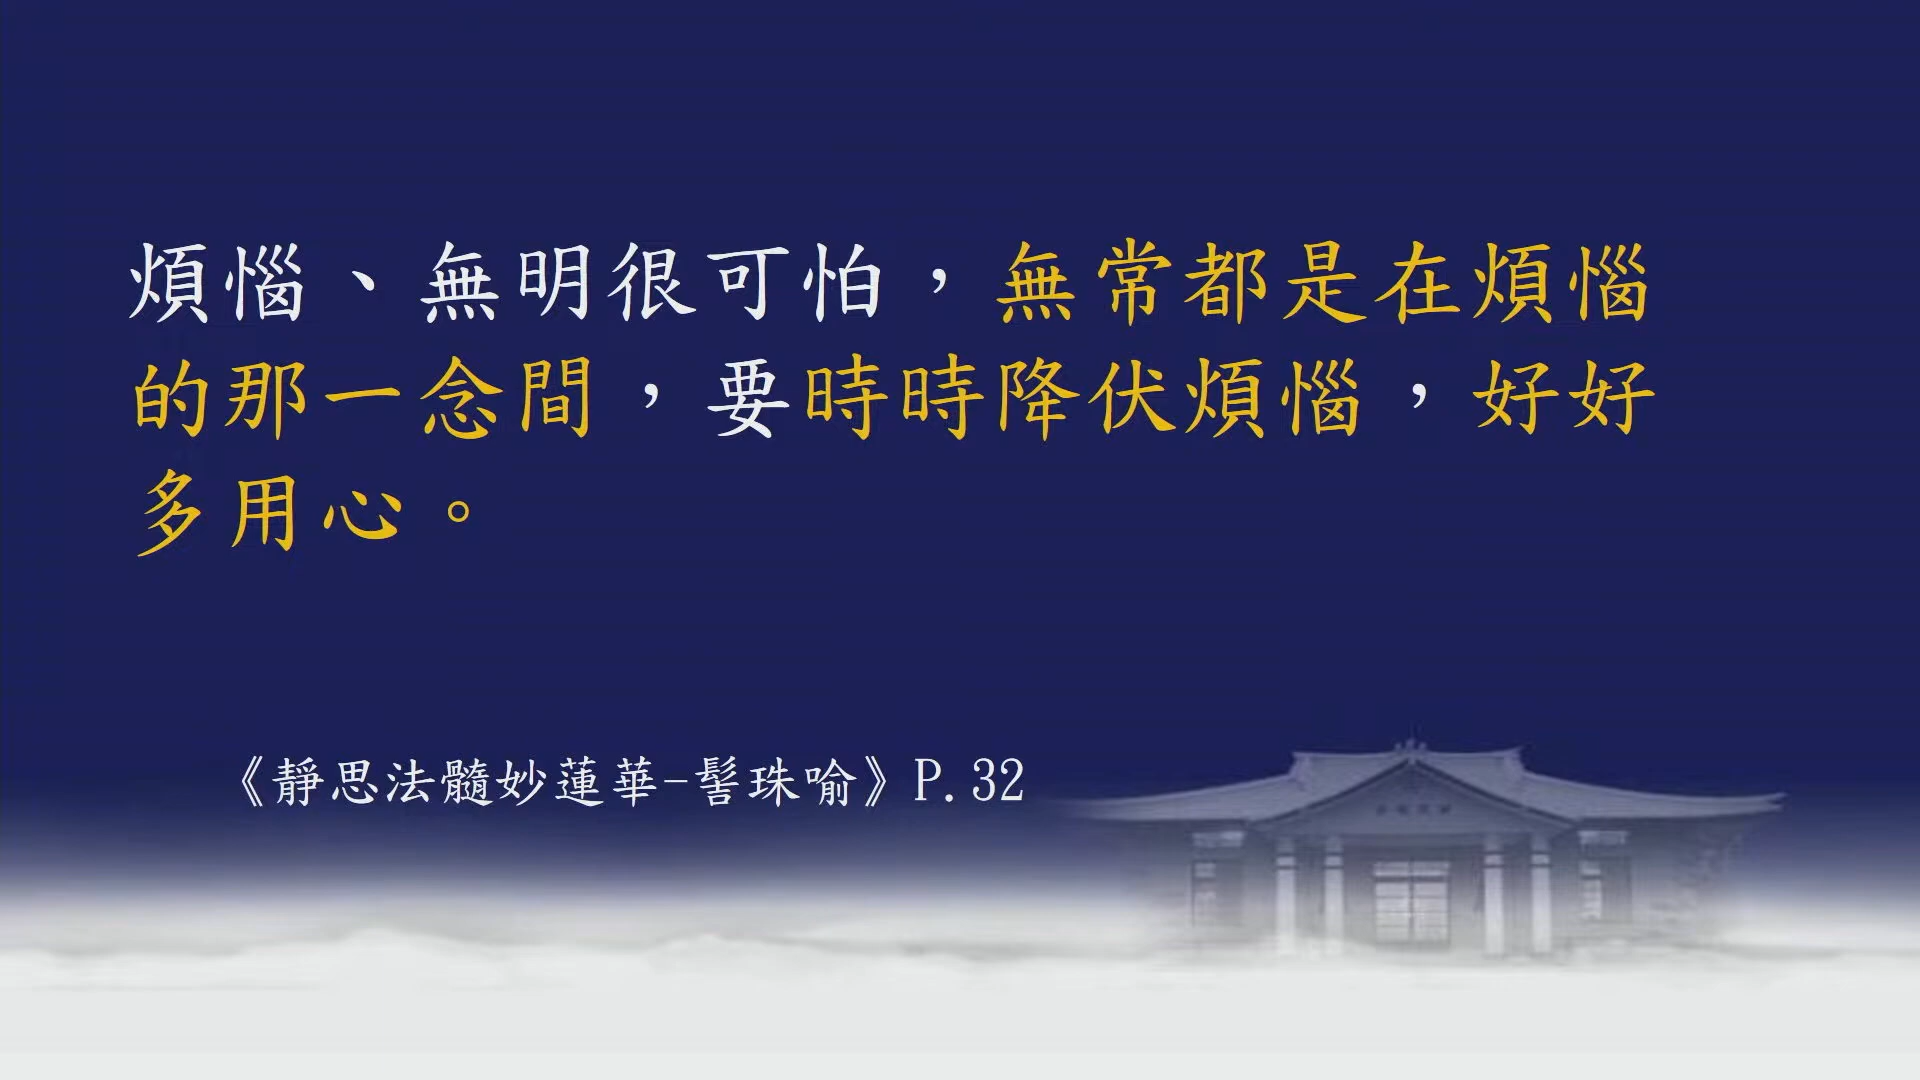 煩惱、無明很可怕，無常都是在煩惱
的那一念間，要時時降伏煩惱，好好
多用心。
《靜思法髓妙蓮華-髻珠喻》P.32